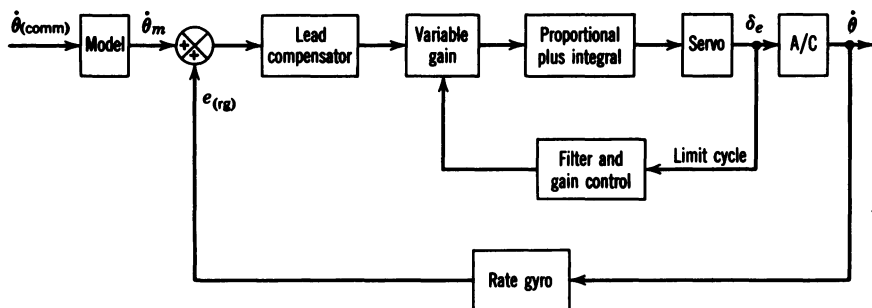 θ̇(comm)
Model
θ̇m
+
+
e(rg)
Lead
compensator
Variable
gain
Proportional
plus integral
Servo
δe
A/C
θ̇
Filter and
gain control
Limit cycle
Rate gyro